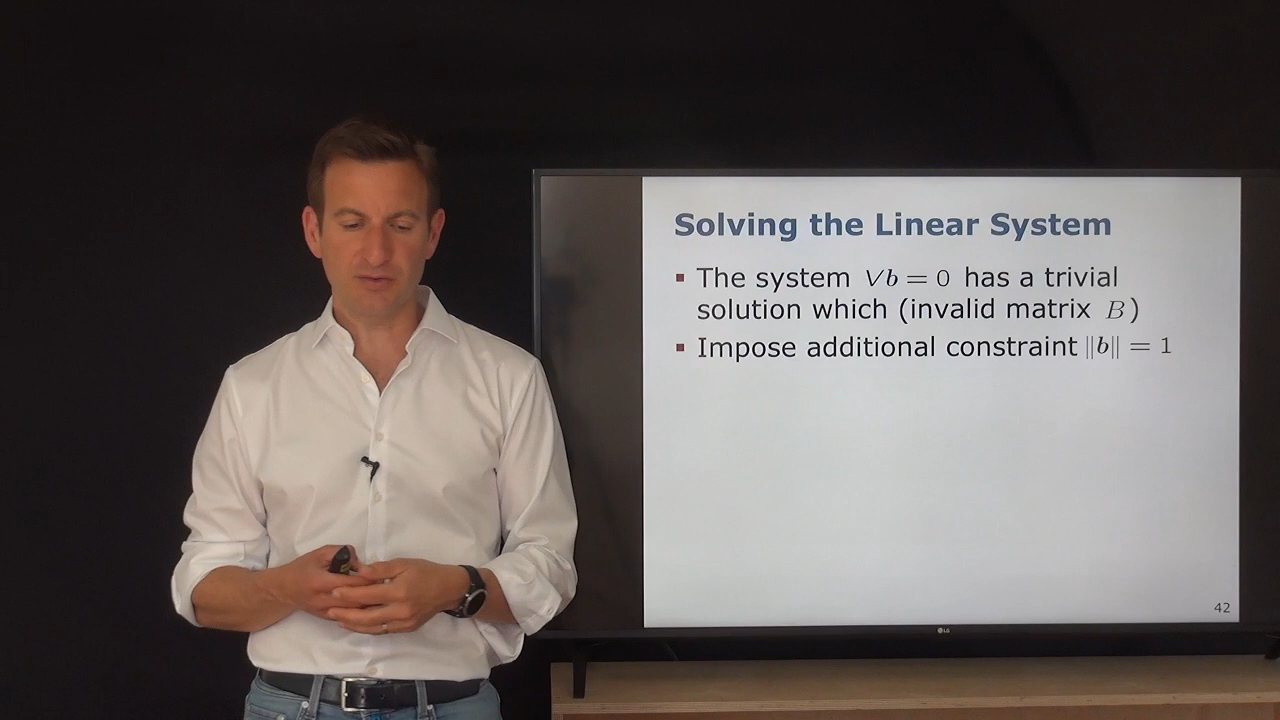 Solving the Linear System
▪ The system Vb = 0 has a trivial
solution which (invalid matrix B)
▪ Impose additional constraint ||b|| = 1
42
LG